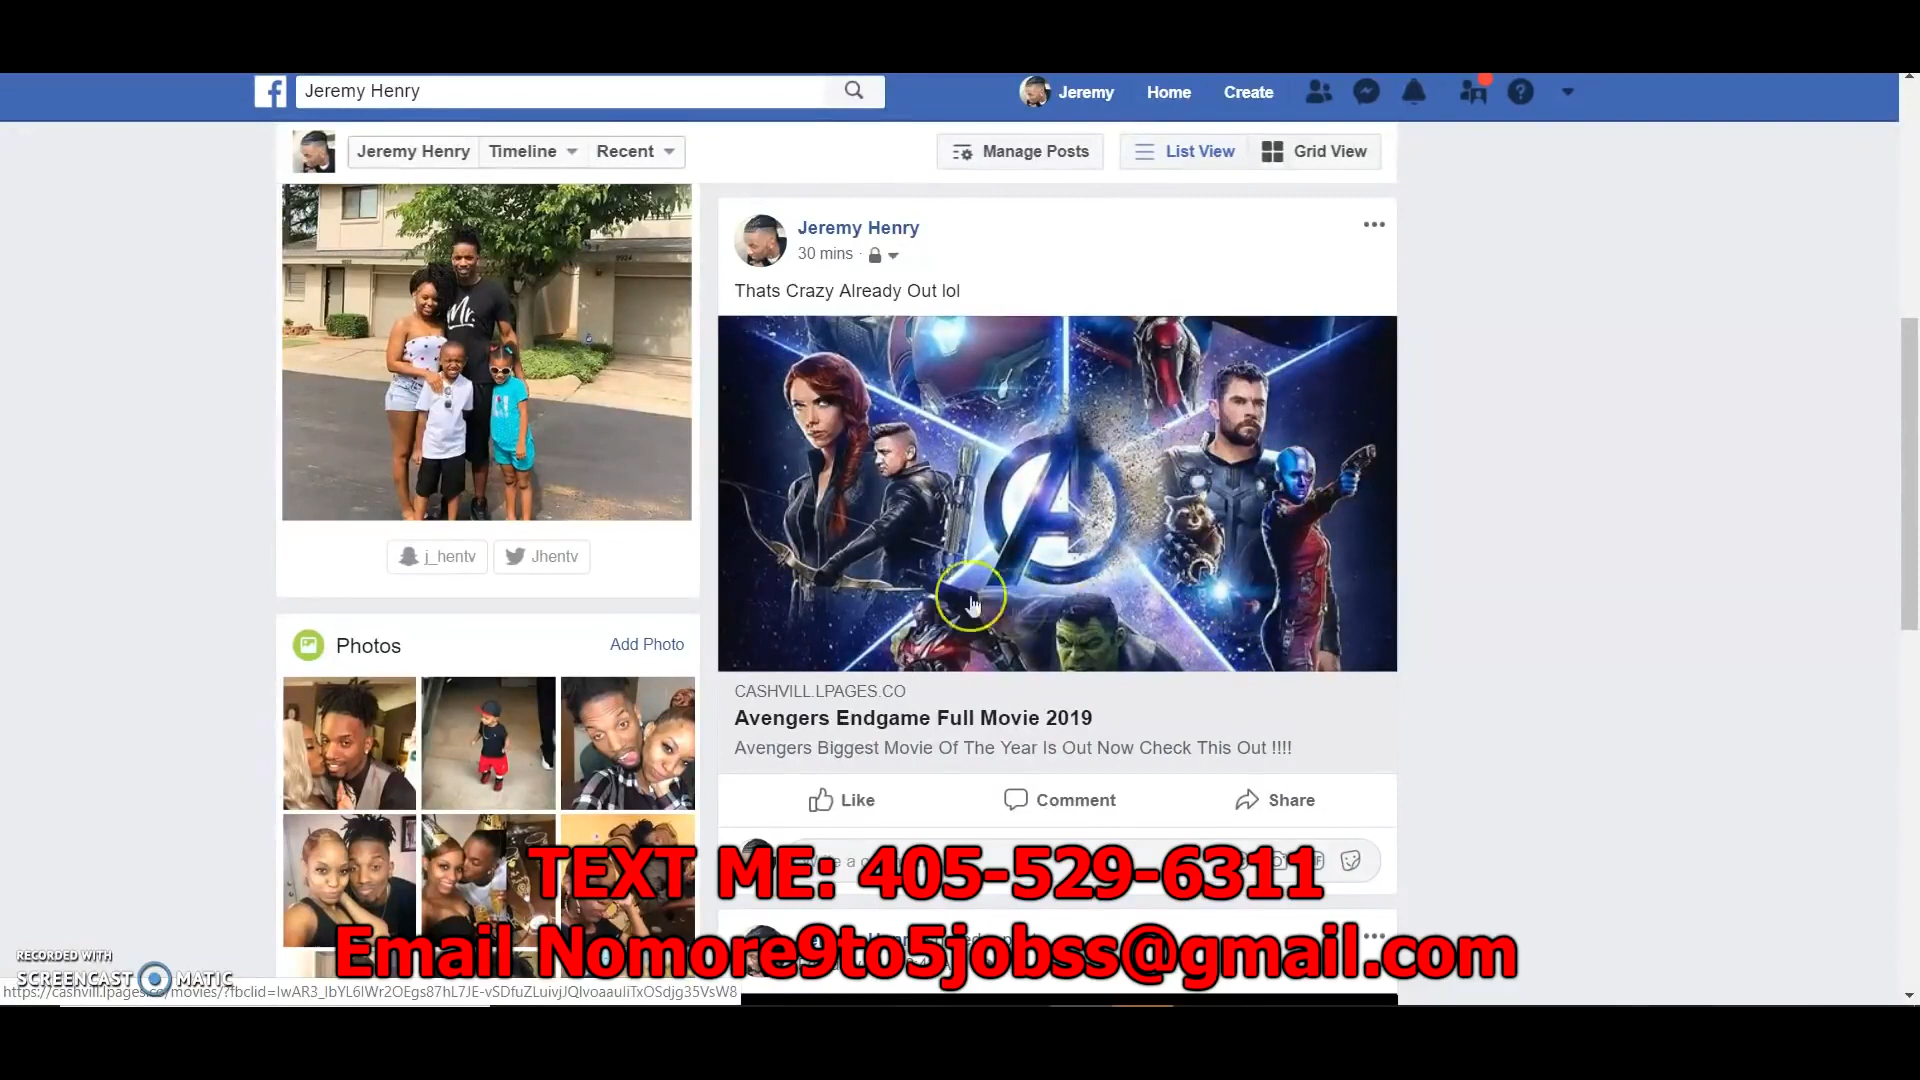 Jeremy Henry
Jeremy Home Create
Jeremy Henry Timeline Recent
Manage Posts List View Grid View
Mr.
Jeremy Henry
30 mins
Thats Crazy Already Out lol
j_hentv Jhentv
Photos Add Photo
CASHVILL.LPAGES.CO
Avengers Endgame Full Movie 2019
Avengers Biggest Movie Of The Year Is Out Now Check This Out !!!!
Like Comment Share
TEXT ME: 405-529-6311
Email Nomore9to5jobss@gmail.com
RECORDED WITH
SCREENCAST MATIC